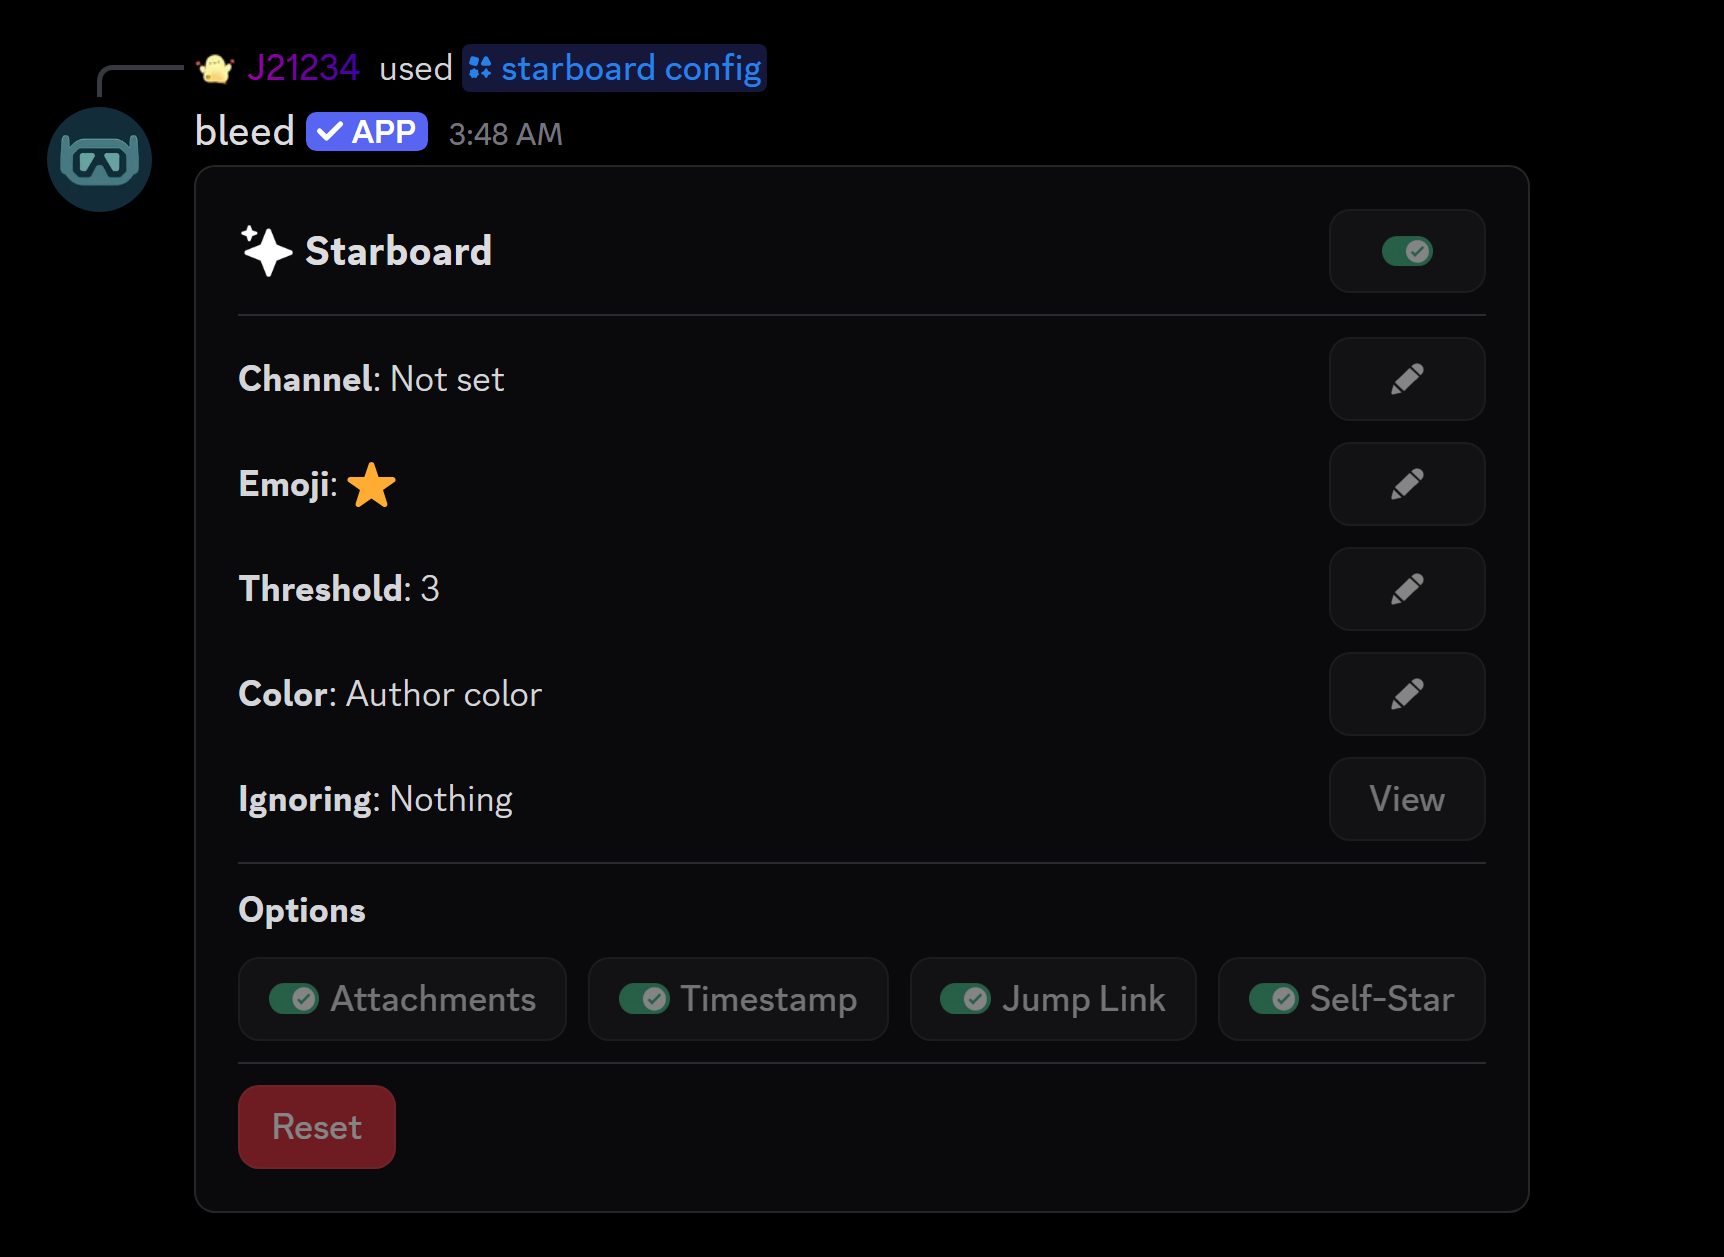 J21234 used starboard config
bleed APP 3:48 AM
Starboard
Channel: Not set
Emoji:
Threshold: 3
Color: Author color
Ignoring: Nothing
View
Options
Attachments
Timestamp
Jump Link
Self-Star
Reset